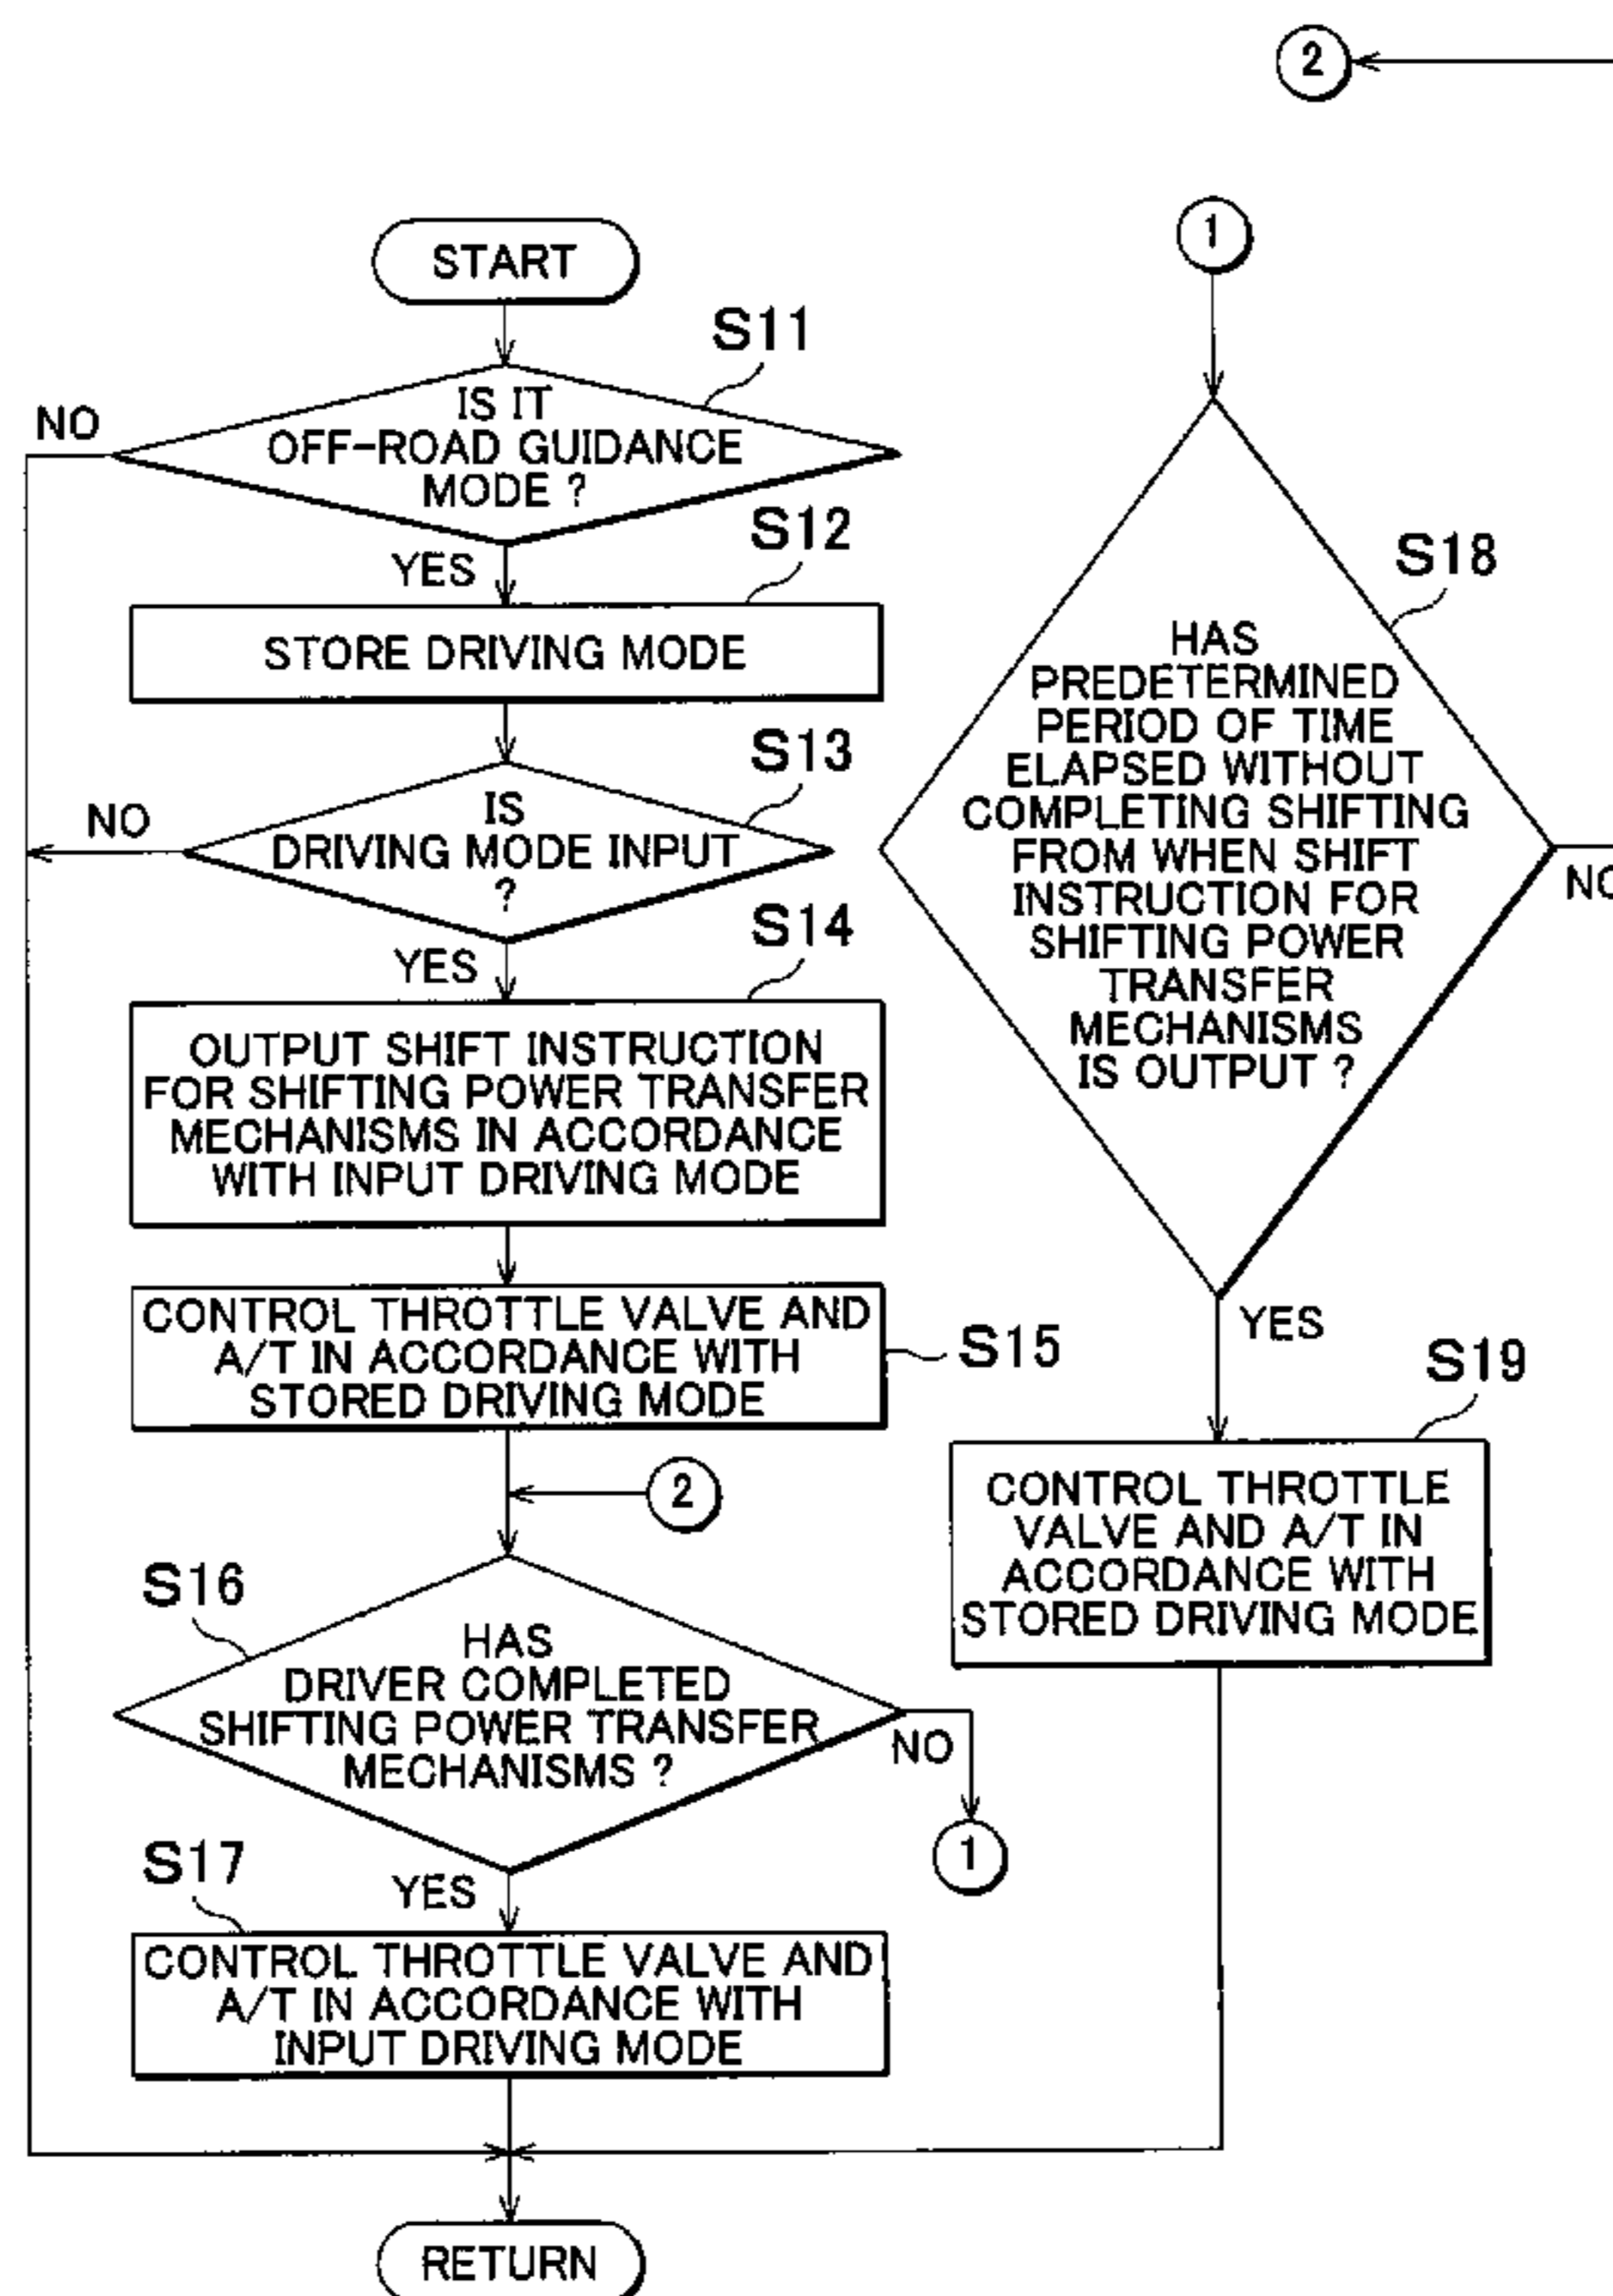 START
S11
IS IT
OFF-ROAD GUIDANCE
MODE ?
NO
YES
S12
STORE DRIVING MODE
S13
IS
DRIVING MODE INPUT
?
NO
YES
S14
OUTPUT SHIFT INSTRUCTION
FOR SHIFTING POWER TRANSFER
MECHANISMS IN ACCORDANCE
WITH INPUT DRIVING MODE
CONTROL THROTTLE VALVE AND
A/T IN ACCORDANCE WITH
STORED DRIVING MODE
S15
2
S16
HAS
DRIVER COMPLETED
SHIFTING POWER TRANSFER
MECHANISMS ?
NO
1
YES
S17
CONTROL THROTTLE VALVE AND
A/T IN ACCORDANCE WITH
INPUT DRIVING MODE
RETURN
2
1
S18
HAS
PREDETERMINED
PERIOD OF TIME
ELAPSED WITHOUT
COMPLETING SHIFTING
FROM WHEN SHIFT
INSTRUCTION FOR
SHIFTING POWER
TRANSFER
MECHANISMS
IS OUTPUT ?
NO
YES
S19
CONTROL THROTTLE
VALVE AND A/T IN
ACCORDANCE WITH
STORED DRIVING MODE